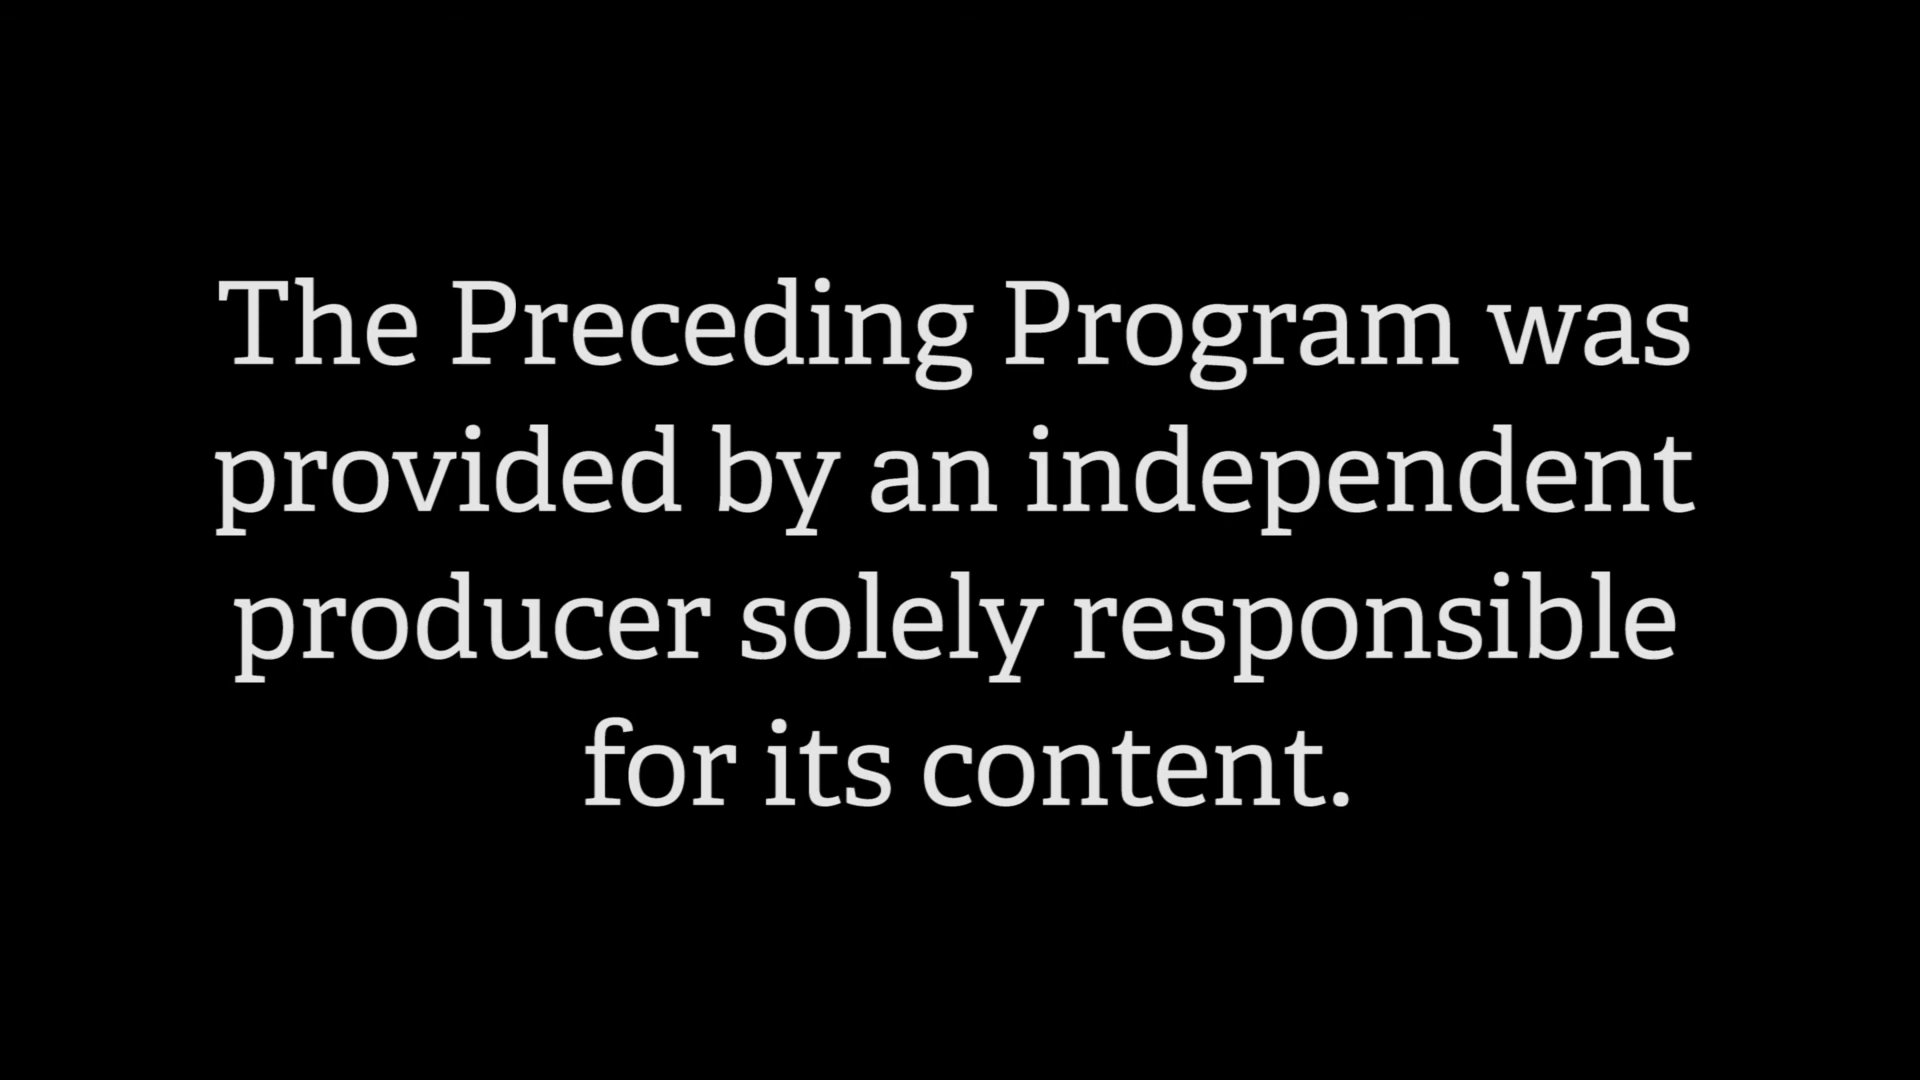 The Preceding Program was
provided by an independent
producer solely responsible
for its content.